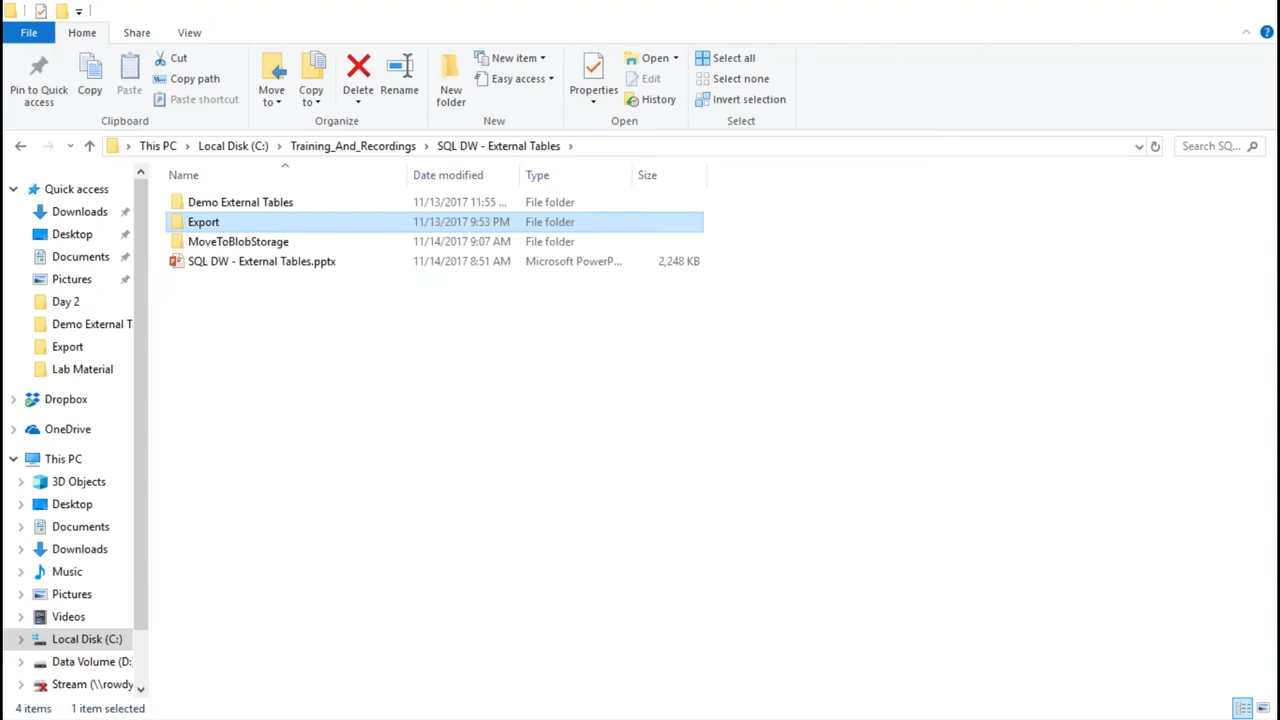 File Home Share View
Pin to Quick access
Copy
Paste
Cut
Copy path
Paste shortcut
Clipboard
Move to
Copy to
Delete
Rename
Organize
New folder
New item
Easy access
New
Properties
Open
Edit
History
Open
Select all
Select none
Invert selection
Select
This PC Local Disk (C:) Training_And_Recordings SQL DW - External Tables
Search SQ...
Name Date modified Type Size
Demo External Tables 11/13/2017 11:55 ... File folder
Export 11/13/2017 9:53 PM File folder
MoveToBlobStorage 11/14/2017 9:07 AM File folder
SQL DW - External Tables.pptx 11/14/2017 8:51 AM Microsoft PowerP... 2,248 KB
Quick access
Downloads
Desktop
Documents
Pictures
Day 2
Demo External T
Export
Lab Material
Dropbox
OneDrive
This PC
3D Objects
Desktop
Documents
Downloads
Music
Pictures
Videos
Local Disk (C:)
Data Volume (D:
Stream (\\rowdy
4 items 1 item selected